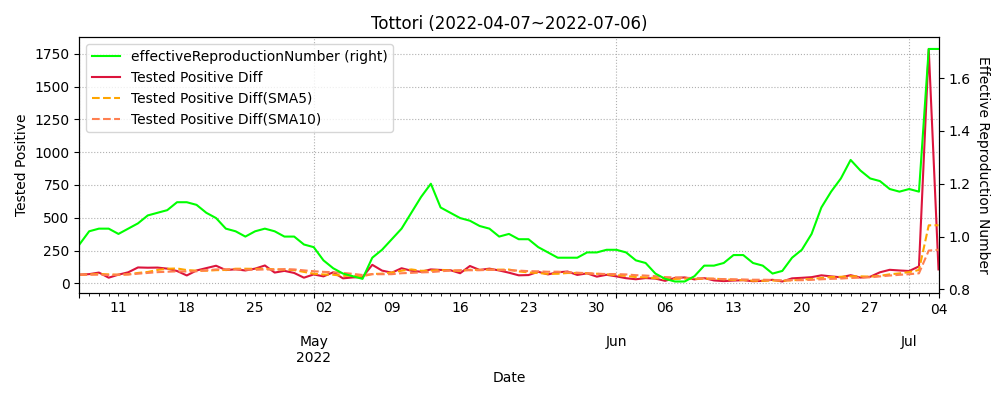 Tottori (2022-04-07~2022-07-06)
effectiveReproductionNumber (right)
Tested Positive Diff
Tested Positive Diff(SMA5)
Tested Positive Diff(SMA10)
Tested Positive
1750
1500
1250
1000
750
500
250
0
Effective Reproduction Number
1.6
1.4
1.2
1.0
0.8
11 18 25 02 09 16 23 30 06 13 20 27 04
May Jun Jul
2022
Date